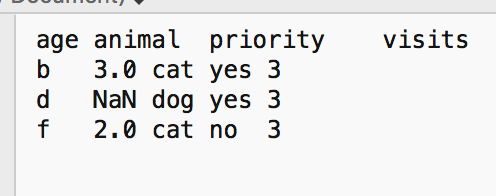 age animal priority visits
b 3.0 cat yes 3
d NaN dog yes 3
f 2.0 cat no 3